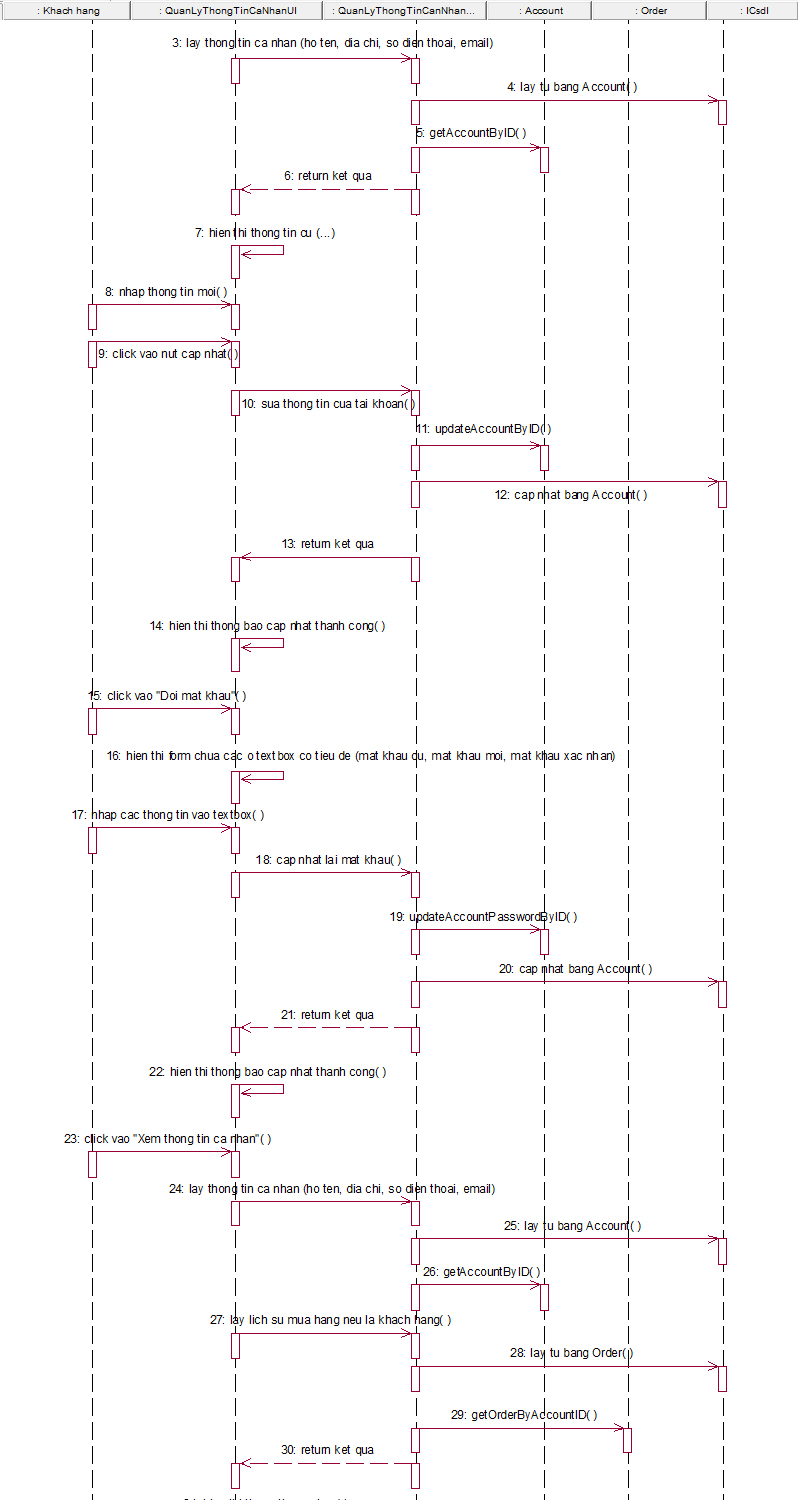 : Khach hang
: QuanLyThongTinCaNhanUI
: QuanLyThongTinCanNhan...
: Account
: Order
: ICsdl
3: lay thong tin ca nhan (ho ten, dia chi, so dien thoai, email)
4: lay tu bang Account( )
5: getAccountByID( )
6: return ket qua
7: hien thi thong tin cu (...)
8: nhap thong tin moi( )
9: click vao nut cap nhat( )
10: sua thong tin cua tai khoan( )
11: updateAccountByID( )
12: cap nhat bang Account( )
13: return ket qua
14: hien thi thong bao cap nhat thanh cong( )
15: click vao "Doi mat khau"( )
16: hien thi form chua cac o textbox co tieu de (mat khau cu, mat khau moi, mat khau xac nhan)
17: nhap cac thong tin vao textbox( )
18: cap nhat lai mat khau( )
19: updateAccountPasswordByID( )
20: cap nhat bang Account( )
21: return ket qua
22: hien thi thong bao cap nhat thanh cong( )
23: click vao "Xem thong tin ca nhan"( )
24: lay thong tin ca nhan (ho ten, dia chi, so dien thoai, email)
25: lay tu bang Account( )
26: getAccountByID( )
27: lay lich su mua hang neu la khach hang( )
28: lay tu bang Order( )
29: getOrderByAccountID( )
30: return ket qua